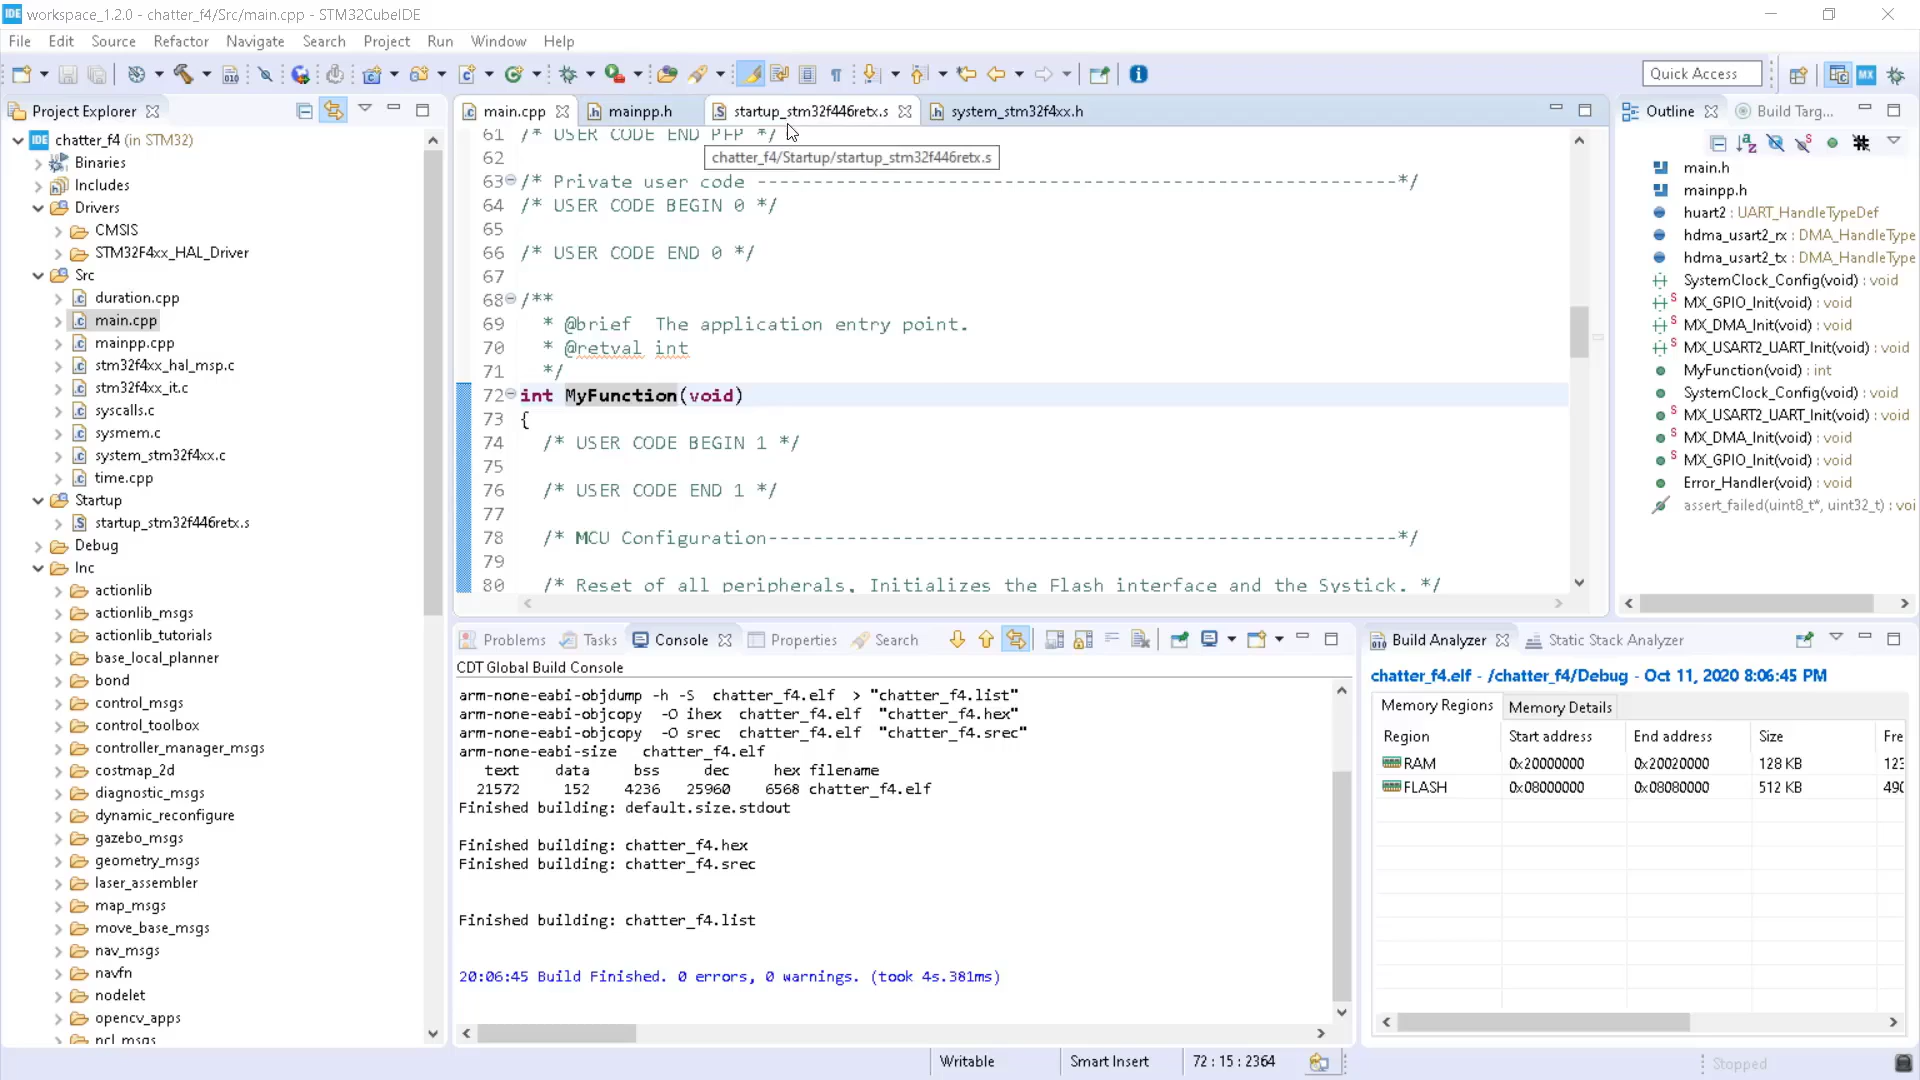 workspace_1.2.0 - chatter_f4/Src/main.cpp - STM32CubeIDE
File Edit Source Refactor Navigate Search Project Run Window Help
Quick Access
Project Explorer
chatter_f4 (in STM32)
Binaries
Includes
Drivers
CMSIS
STM32F4xx_HAL_Driver
Src
duration.cpp
main.cpp
mainpp.cpp
stm32f4xx_hal_msp.c
stm32f4xx_it.c
syscalls.c
sysmem.c
system_stm32f4xx.c
time.cpp
Startup
startup_stm32f446retx.s
Debug
Inc
actionlib
actionlib_msgs
actionlib_tutorials
base_local_planner
bond
control_msgs
control_toolbox
controller_manager_msgs
costmap_2d
diagnostic_msgs
dynamic_reconfigure
gazebo_msgs
geometry_msgs
laser_assembler
map_msgs
move_base_msgs
nav_msgs
navfn
nodelet
opencv_apps
pcl_msgs
main.cpp mainpp.h startup_stm32f446retx.s system_stm32f4xx.h
61 /* USER CODE END PFP */
62
chatter_f4/Startup/startup_stm32f446retx.s
63 /* Private user code ---------------------------------------------------------*/
64 /* USER CODE BEGIN 0 */
65
66 /* USER CODE END 0 */
67
68 /**
69 * @brief  The application entry point.
70 * @retval int
71 */
72 int MyFunction(void)
73 {
74 /* USER CODE BEGIN 1 */
75
76 /* USER CODE END 1 */
77
78 /* MCU Configuration--------------------------------------------------------*/
79
80 /* Reset of all peripherals, Initializes the Flash interface and the Systick. */
Outline Build Targ...
main.h
mainpp.h
huart2 : UART_HandleTypeDef
hdma_usart2_rx : DMA_HandleType
hdma_usart2_tx : DMA_HandleType
SystemClock_Config(void) : void
MX_GPIO_Init(void) : void
MX_DMA_Init(void) : void
MX_USART2_UART_Init(void) : void
MyFunction(void) : int
SystemClock_Config(void) : void
MX_USART2_UART_Init(void) : void
MX_DMA_Init(void) : void
MX_GPIO_Init(void) : void
Error_Handler(void) : void
assert_failed(uint8_t*, uint32_t) : voi
Problems Tasks Console Properties Search
CDT Global Build Console
arm-none-eabi-objdump -h -S  chatter_f4.elf  > "chatter_f4.list"
arm-none-eabi-objcopy  -O ihex  chatter_f4.elf  "chatter_f4.hex"
arm-none-eabi-objcopy  -O srec  chatter_f4.elf  "chatter_f4.srec"
arm-none-eabi-size   chatter_f4.elf
text data bss dec hex filename
21572 152 4236 25960 6568 chatter_f4.elf
Finished building: default.size.stdout
Finished building: chatter_f4.hex
Finished building: chatter_f4.srec
Finished building: chatter_f4.list
20:06:45 Build Finished. 0 errors, 0 warnings. (took 4s.381ms)
Build Analyzer Static Stack Analyzer
chatter_f4.elf - /chatter_f4/Debug - Oct 11, 2020 8:06:45 PM
Memory Regions Memory Details
Region Start address End address Size Fre
RAM 0x20000000 0x20020000 128 KB 123
FLASH 0x08000000 0x08080000 512 KB 490
Writable Smart Insert 72 : 15 : 2364 Stopped